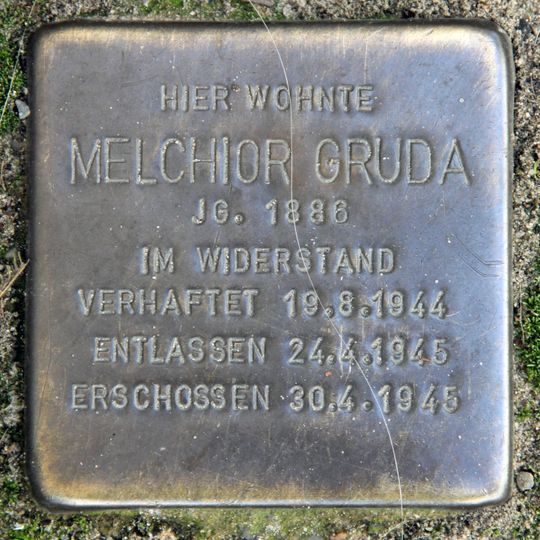 HIER WOHNTE
MELCHIOR GRUDA
JG. 1886
IM WIDERSTAND
VERHAFTET 19.8.1944
ENTLASSEN 24.4.1945
ERSCHOSSEN 30.4.1945